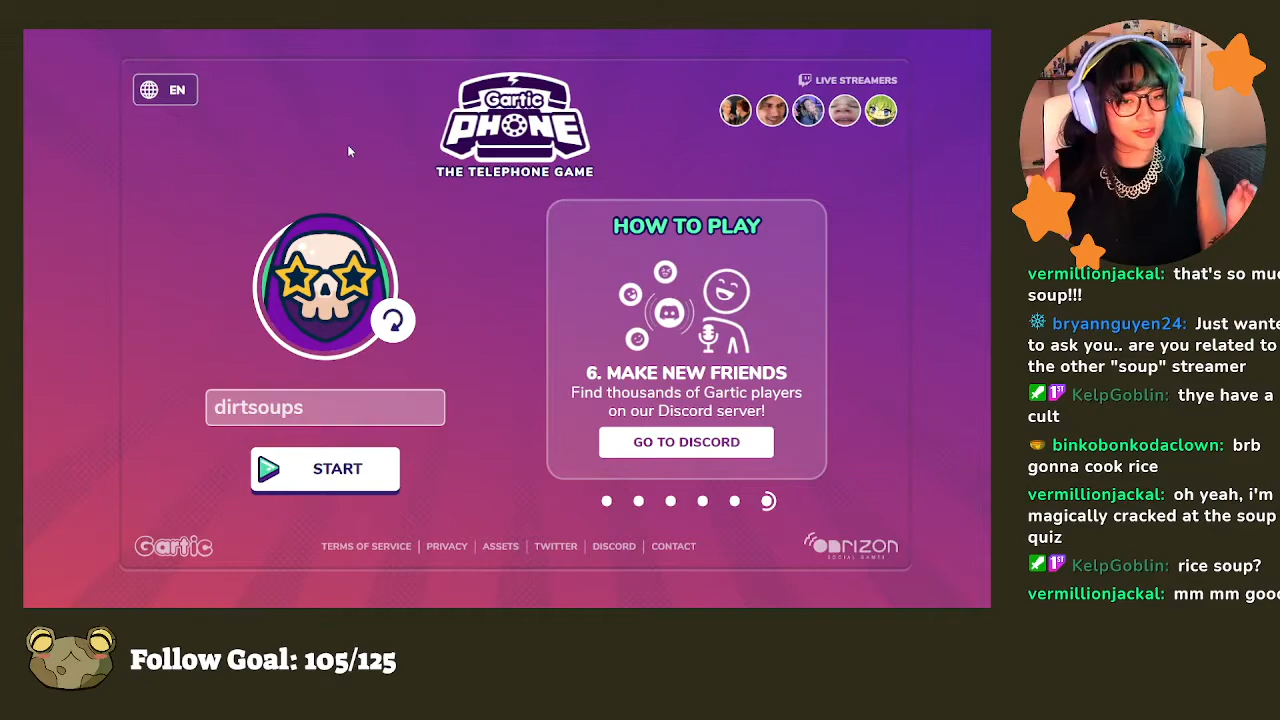 EN
Gartic
PHONE
THE TELEPHONE GAME
LIVE STREAMERS
dirtsoups
START
HOW TO PLAY
6. MAKE NEW FRIENDS
Find thousands of Gartic players
on our Discord server!
GO TO DISCORD
Gartic
TERMS OF SERVICE | PRIVACY | ASSETS | TWITTER | DISCORD | CONTACT
ONRIZON
SOCIAL GAMES
vermillionjackal: that's so muc
soup!!!
bryannguyen24: Just wante
to ask you.. are you related to
the other "soup" streamer
KelpGoblin: thye have a
cult
binkobonkodaclown: brb
gonna cook rice
vermillionjackal: oh yeah, i'm
magically cracked at the soup
quiz
KelpGoblin: rice soup?
vermillionjackal: mm mm good
Follow Goal: 105/125